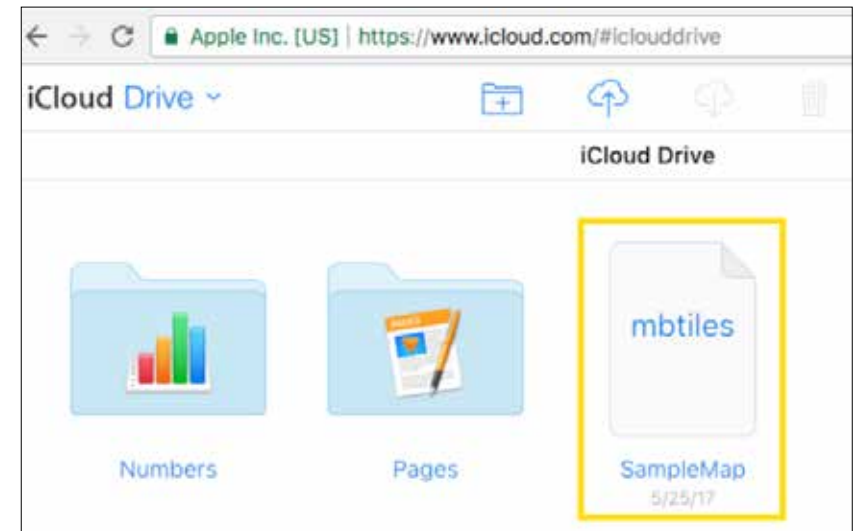 Apple Inc. [US] | https://www.icloud.com/#iclouddrive
iCloud Drive
iCloud Drive
mbtiles
Numbers
Pages
SampleMap
5/25/17